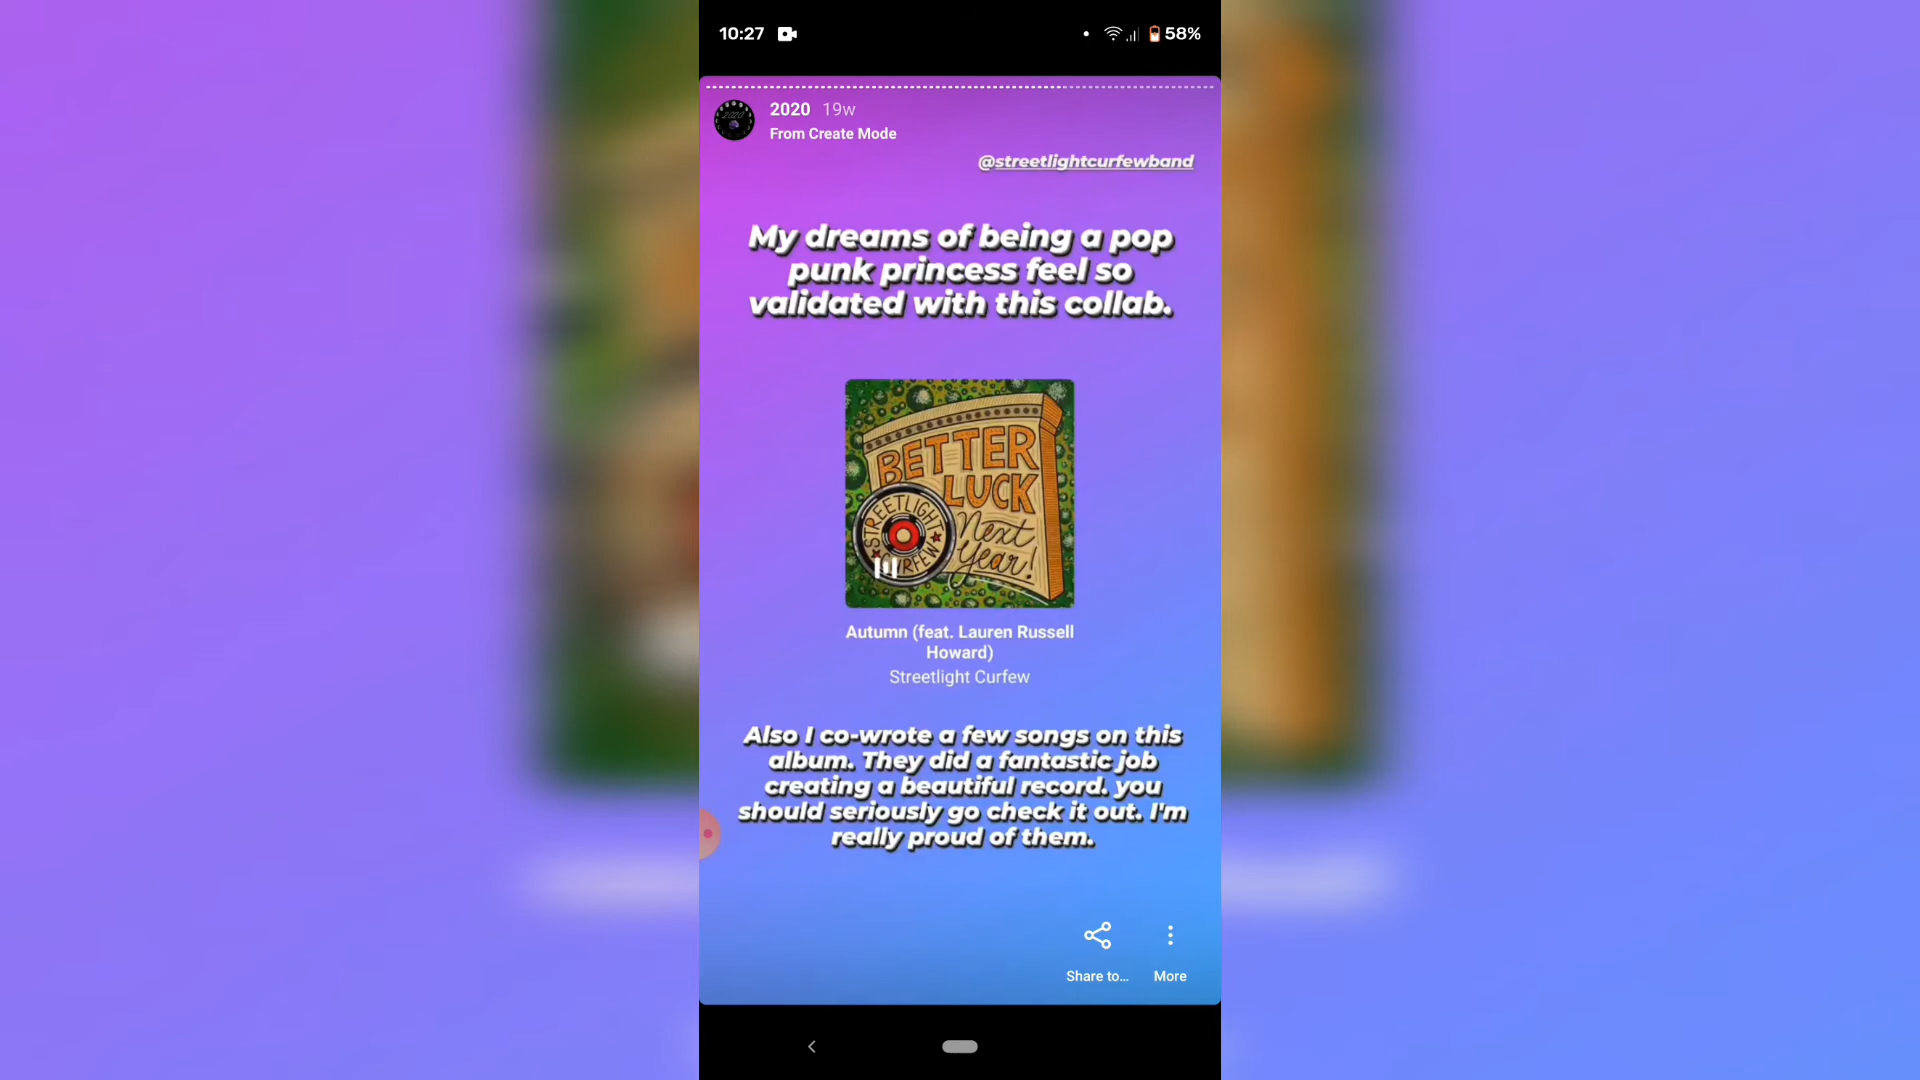 10:27
58%
2020 19w
From Create Mode
@streetlightcurfewband
My dreams of being a pop
punk princess feel so
validated with this collab.
BETTER
LUCK
Next
Year!
STREETLIGHT
CURFEW
Autumn (feat. Lauren Russell
Howard)
Streetlight Curfew
Also I co-wrote a few songs on this
album. They did a fantastic job
creating a beautiful record. you
should seriously go check it out. I'm
really proud of them.
Share to... More